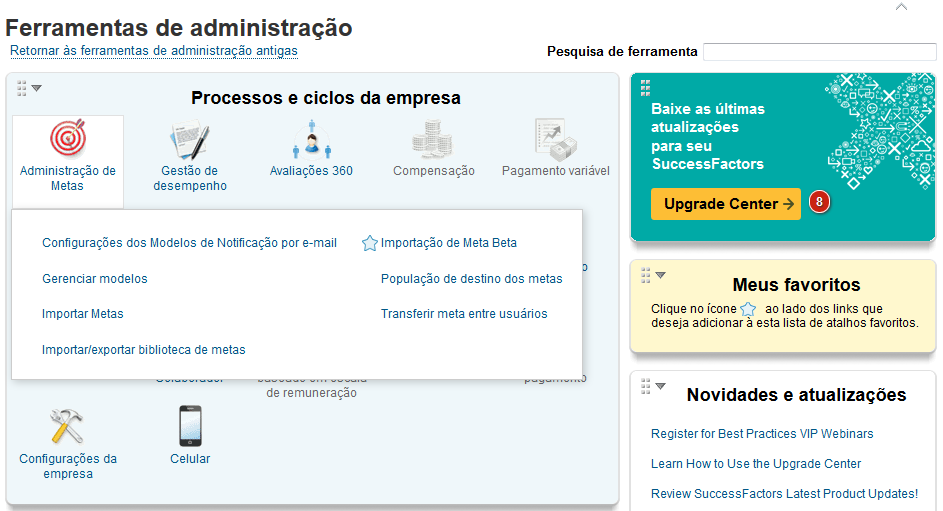 Ferramentas de administração
Retornar às ferramentas de administração antigas
Pesquisa de ferramenta
Processos e ciclos da empresa
Administração de
Metas
Gestão de
desempenho
Avaliações 360
Compensação
Pagamento variável
Configurações dos Modelos de Notificação por e-mail
Importação de Meta Beta
Gerenciar modelos
População de destino dos metas
Importar Metas
Transferir meta entre usuários
Importar/exportar biblioteca de metas
Colaborador
baseado em escala
de remuneração
pagamento
Configurações da
empresa
Celular
Baixe as últimas
atualizações
para seu
SuccessFactors
Upgrade Center
8
Meus favoritos
Clique no ícone ao lado dos links que
deseja adicionar à esta lista de atalhos favoritos.
Novidades e atualizações
Register for Best Practices VIP Webinars
Learn How to Use the Upgrade Center
Review SuccessFactors Latest Product Updates!